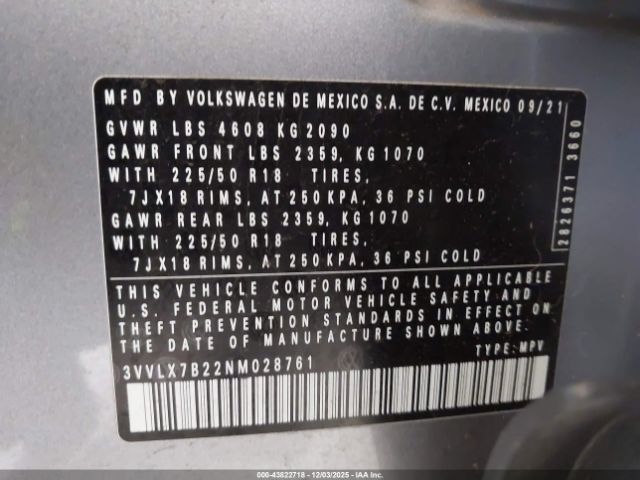 MFD BY VOLKSWAGEN DE MEXICO S.A. DE C.V. MEXICO 09/21
GVWR LBS 4608 KG 2090
GAWR FRONT LBS 2359, KG 1070
WITH 225/50 R18 TIRES,
7JX18 RIMS, AT 250 KPA, 36 PSI COLD
GAWR REAR LBS 2359, KG 1070
WITH 225/50 R18 TIRES,
7JX18 RIMS, AT 250 KPA, 36 PSI COLD
2826371 3660
THIS VEHICLE CONFORMS TO ALL APPLICABLE
U.S. FEDERAL MOTOR VEHICLE SAFETY AND
THEFT PREVENTION STANDARDS IN EFFECT ON
THE DATE OF MANUFACTURE SHOWN ABOVE.
3VVLX7B22NM028761 TYPE: MPV
000-43822718 - 12/03/2025 - IAAI.COM